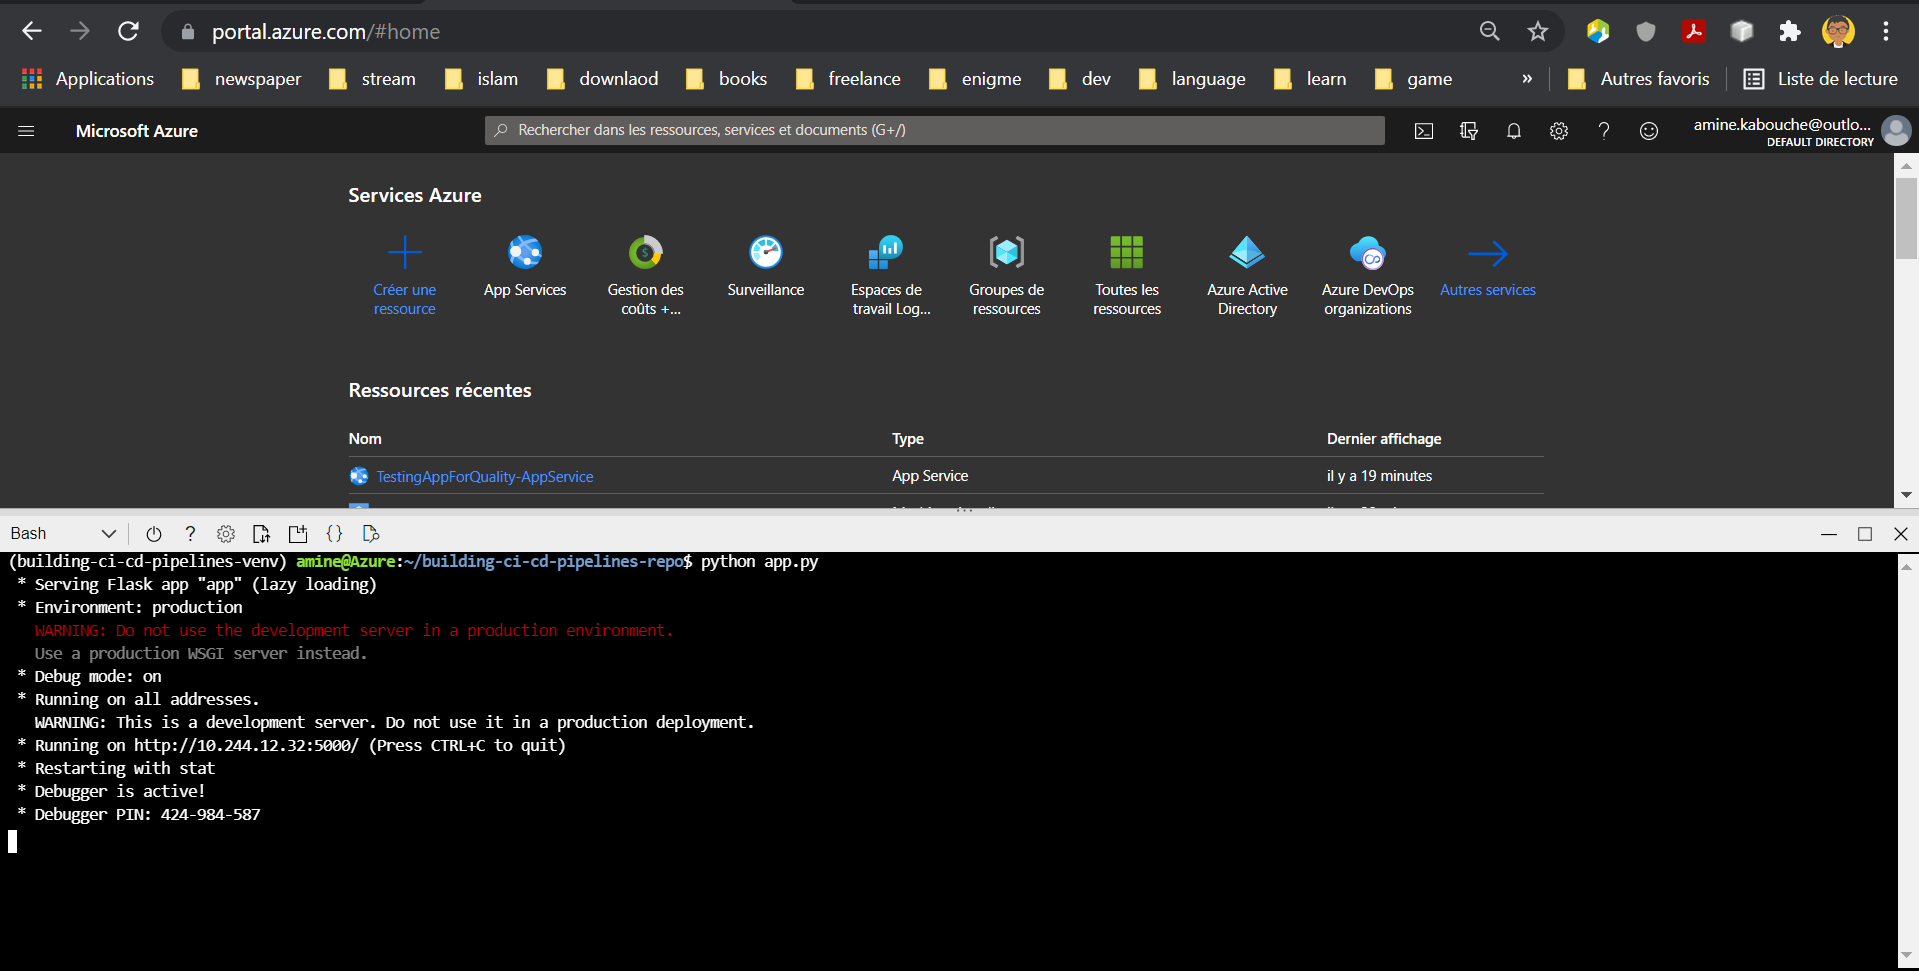 portal.azure.com/#home
Applications newspaper stream islam downlaod books freelance enigme dev language learn game » Autres favoris Liste de lecture
Microsoft Azure
Rechercher dans les ressources, services et documents (G+/)
amine.kabouche@outlo...
DEFAULT DIRECTORY
Services Azure
Créer une ressource
App Services
Gestion des coûts +...
Surveillance
Espaces de travail Log...
Groupes de ressources
Toutes les ressources
Azure Active Directory
Azure DevOps organizations
Autres services
Ressources récentes
Nom Type Dernier affichage
TestingAppForQuality-AppService App Service il y a 19 minutes
Bash
(building-ci-cd-pipelines-venv) amine@Azure:~/building-ci-cd-pipelines-repo$ python app.py
* Serving Flask app "app" (lazy loading)
* Environment: production
WARNING: Do not use the development server in a production environment.
Use a production WSGI server instead.
* Debug mode: on
* Running on all addresses.
WARNING: This is a development server. Do not use it in a production deployment.
* Running on http://10.244.12.32:5000/ (Press CTRL+C to quit)
* Restarting with stat
* Debugger is active!
* Debugger PIN: 424-984-587